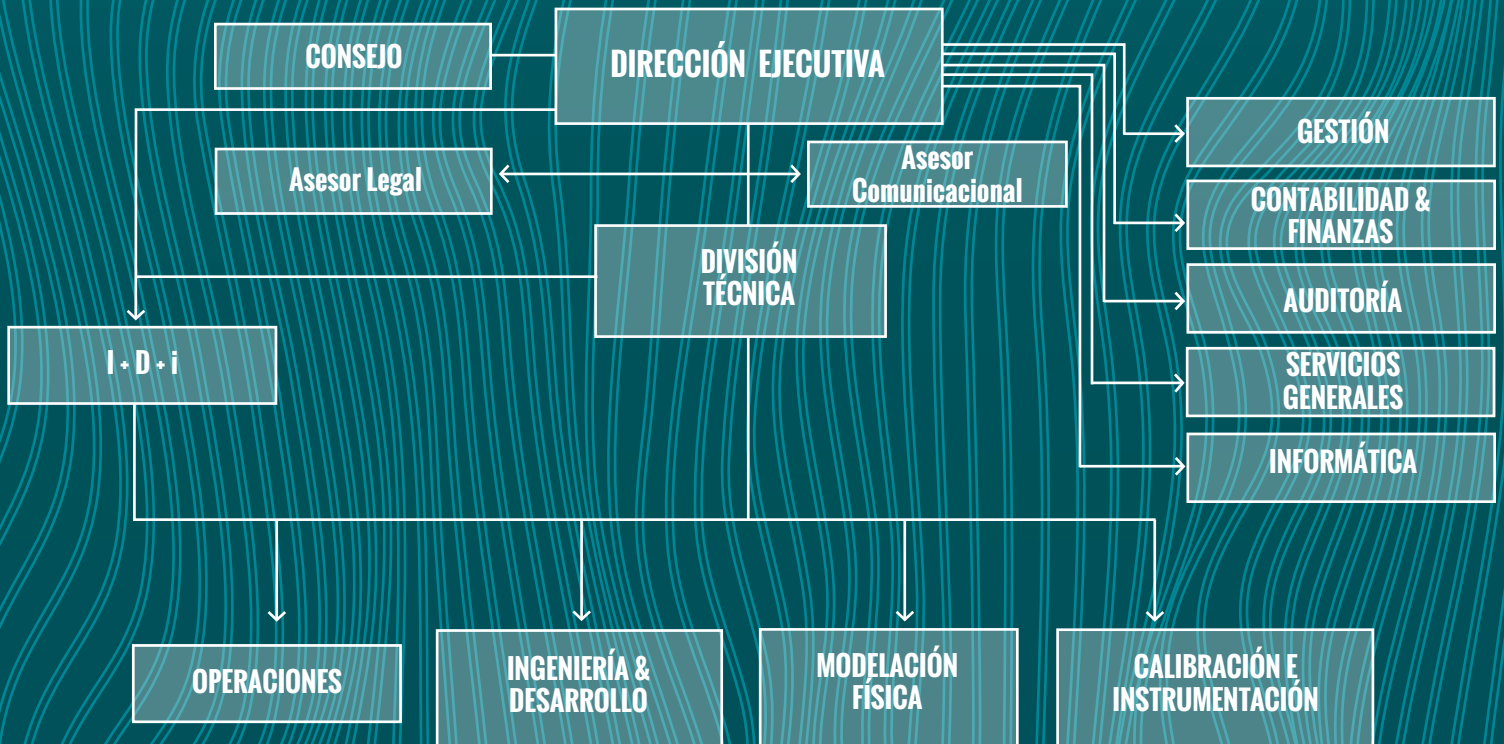 CONSEJO
DIRECCIÓN EJECUTIVA
GESTIÓN
Asesor Legal
Asesor
Comunicacional
CONTABILIDAD &
FINANZAS
DIVISIÓN
TÉCNICA
AUDITORÍA
I + D + i
SERVICIOS
GENERALES
INFORMÁTICA
OPERACIONES
INGENIERÍA &
DESARROLLO
MODELACIÓN
FÍSICA
CALIBRACIÓN E
INSTRUMENTACIÓN